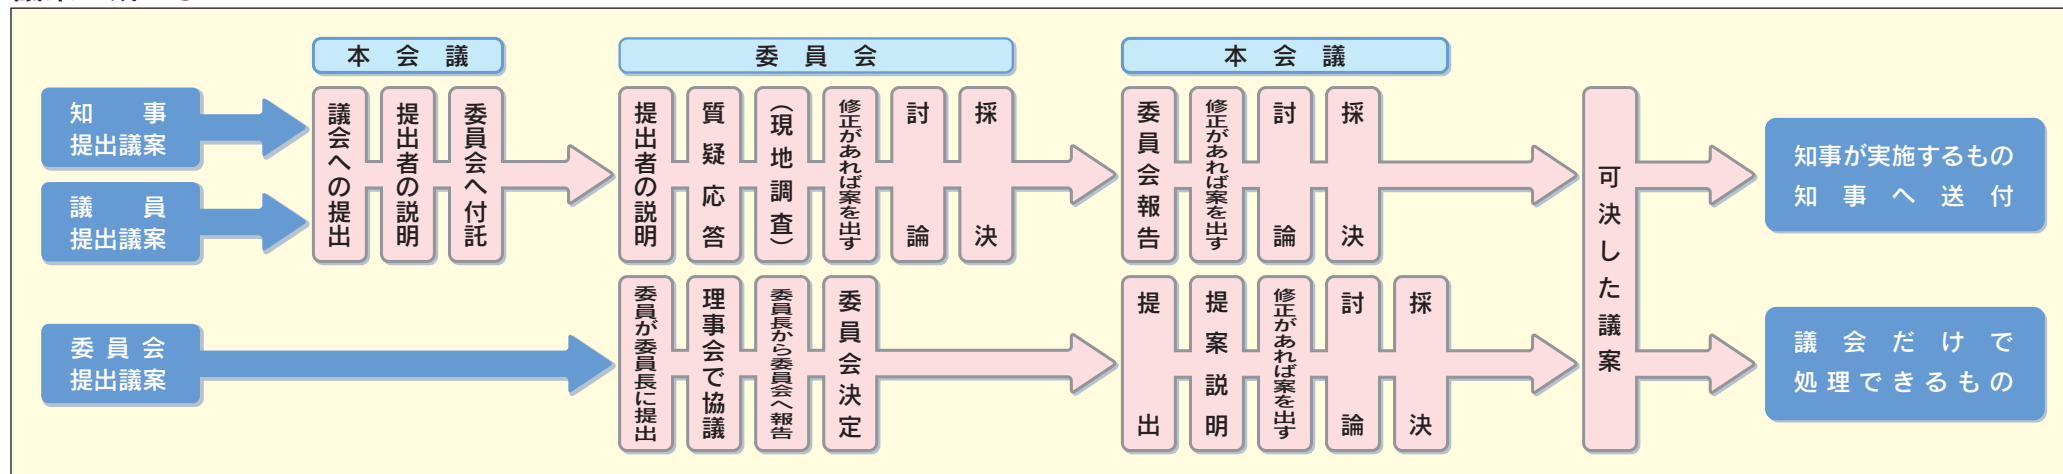 本会議
委員会
本会議
知事
提出議案
議員
提出議案
議会への提出
提出者の説明
委員会へ付託
提出者の説明
質疑応答
（現地調査）
修正があれば案を出す
討論
採決
委員会報告
修正があれば案を出す
討論
採決
委員会
提出議案
委員が委員長に提出
理事会で協議
委員長から委員会へ報告
委員会決定
提出
提案説明
修正があれば案を出す
討論
採決
可決した議案
知事が実施するもの
知事へ送付
議会だけで
処理できるもの